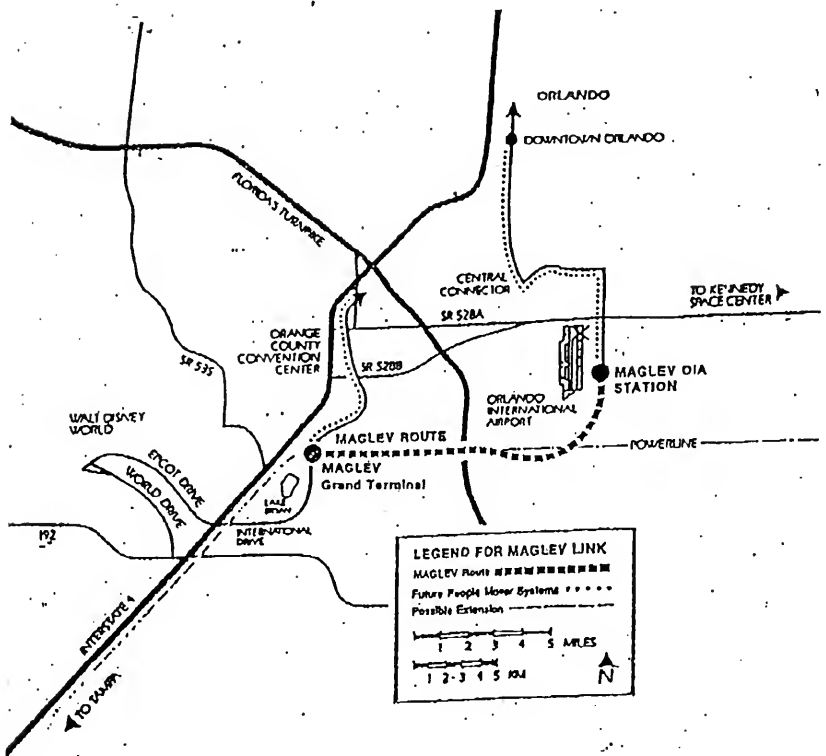 ORLANDO
DOWNTOWN ORLANDO
FLORIDA'S TURNPIKE
CENTRAL
CONNECTOR
TO KENNEDY
SPACE CENTER
SR 528A
ORANGE
COUNTY
CONVENTION
CENTER
SR 528B
SR 535
MAGLEV OIA
STATION
ORLANDO
INTERNATIONAL
AIRPORT
WALT DISNEY
WORLD
MAGLEV ROUTE
POWERLINE
MAGLEV
Grand Terminal
EPCOT DRIVE
WORLD DRIVE
LAKE
BRYAN
INTERNATIONAL
DRIVE
192
INTERSTATE 4
TO TAMPA
LEGEND FOR MAGLEV LINK
MAGLEV Route
Future People Mover Systems
Possible Extension
1 2 3 4 5 MILES
1 2 3 4 5 KM
N